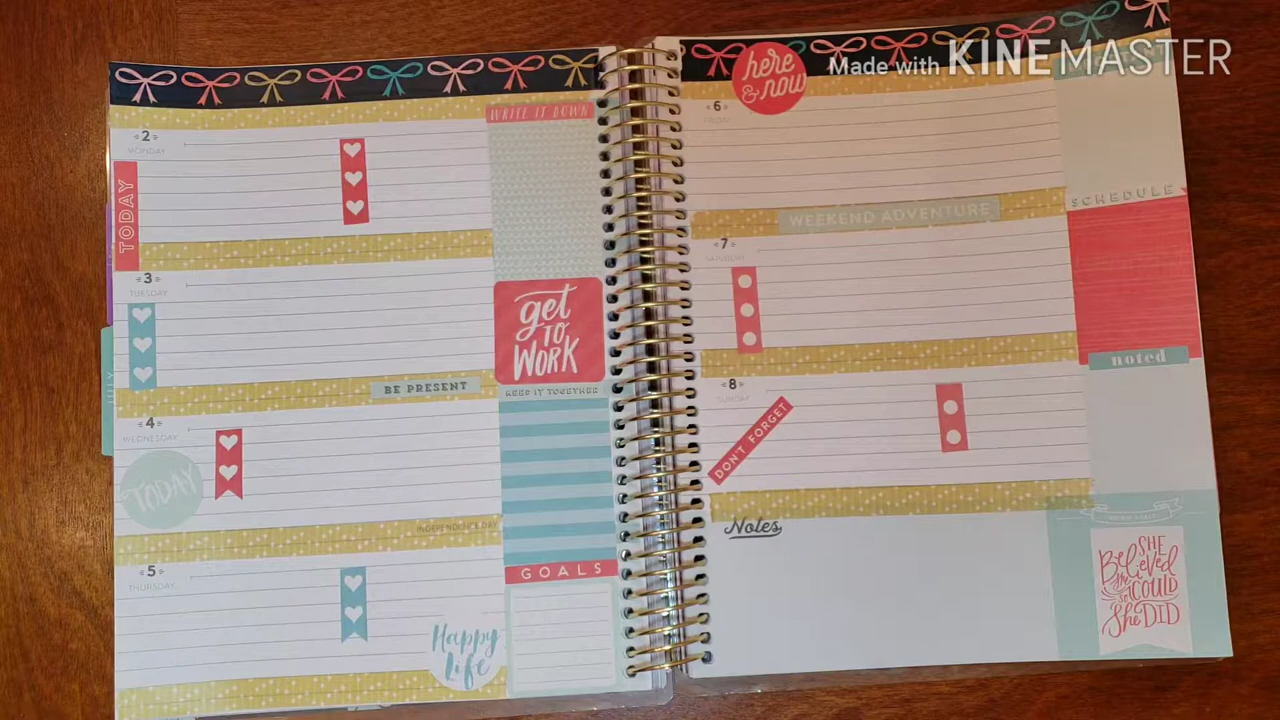 Made with KINEMASTER
WRITE IT DOWN
2
MONDAY
TODAY
3
TUESDAY
get
TO
WORK
BE PRESENT
KEEP IT TOGETHER
4
WEDNESDAY
TODAY
INDEPENDENCE DAY
5
THURSDAY
GOALS
Happy
Life
JULY
here
& now
6
FRIDAY
SCHEDULE
WEEKEND ADVENTURE
7
SATURDAY
noted
8
SUNDAY
DON'T FORGET
Notes
SHE
Believed
she
so COULD
She DID